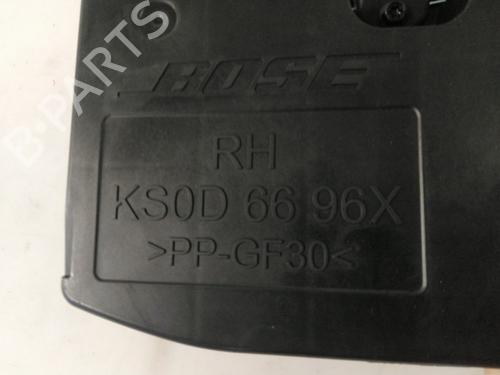 BOSE
RH
KS0D 66 96X
>PP-GF30<
B-PARTS